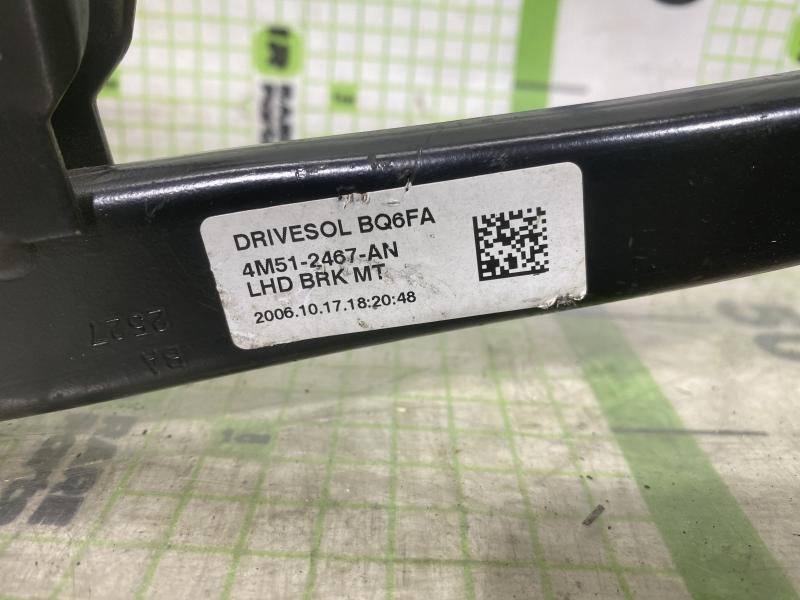 DRIVESOL BQ6FA
4M51-2467-AN
LHD BRK MT
2006.10.17.18:20:48
2527
BA